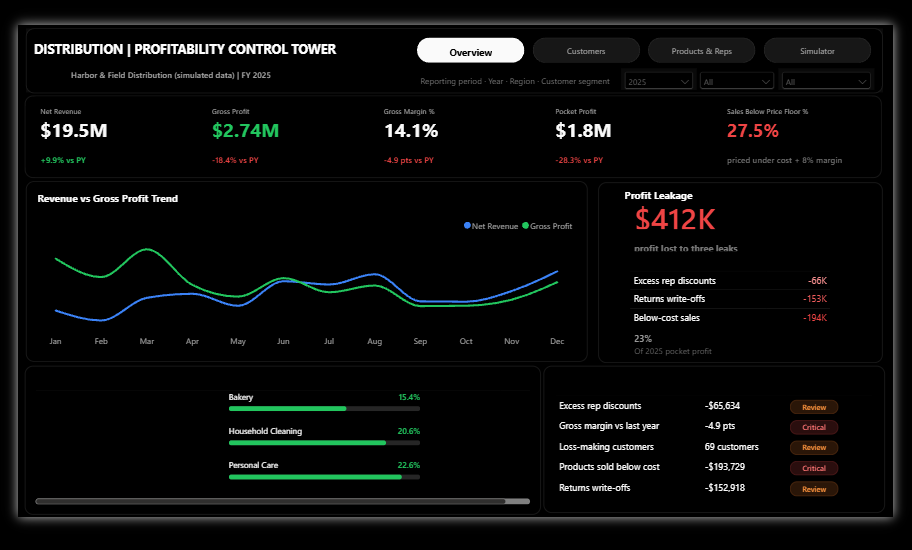 DISTRIBUTION | PROFITABILITY CONTROL TOWER
Overview
Customers
Products & Reps
Simulator
Harbor & Field Distribution (simulated data) | FY 2025
Reporting period · Year · Region · Customer segment
2025
All
All
Net Revenue
$19.5M
+9.9% vs PY
Gross Profit
$2.74M
-18.4% vs PY
Gross Margin %
14.1%
-4.9 pts vs PY
Pocket Profit
$1.8M
-28.3% vs PY
Sales Below Price Floor %
27.5%
priced under cost + 8% margin
Revenue vs Gross Profit Trend
Net Revenue
Gross Profit
Jan Feb Mar Apr May Jun Jul Aug Sep Oct Nov Dec
Profit Leakage
$412K
profit lost to three leaks
Excess rep discounts -66K
Returns write-offs -153K
Below-cost sales -194K
23%
Of 2025 pocket profit
Bakery 15.4%
Household Cleaning 20.6%
Personal Care 22.6%
Excess rep discounts -$65,634 Review
Gross margin vs last year -4.9 pts Critical
Loss-making customers 69 customers Review
Products sold below cost -$193,729 Critical
Returns write-offs -$152,918 Review